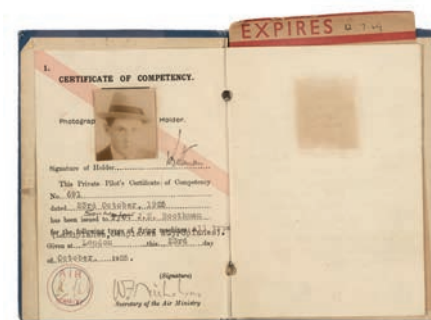 EXPIRES
1.
CERTIFICATE OF COMPETENCY.
Photograph Holder.
Signature of Holder
This Private Pilot's Certificate of Competency
No. 691
dated 23rd October, 1928
has been issued to J.N. Boothman
for the following types of flying machines:
Given at London this 23rd day
of October. 1928.
(Signature)
AIR
Secretary of the Air Ministry